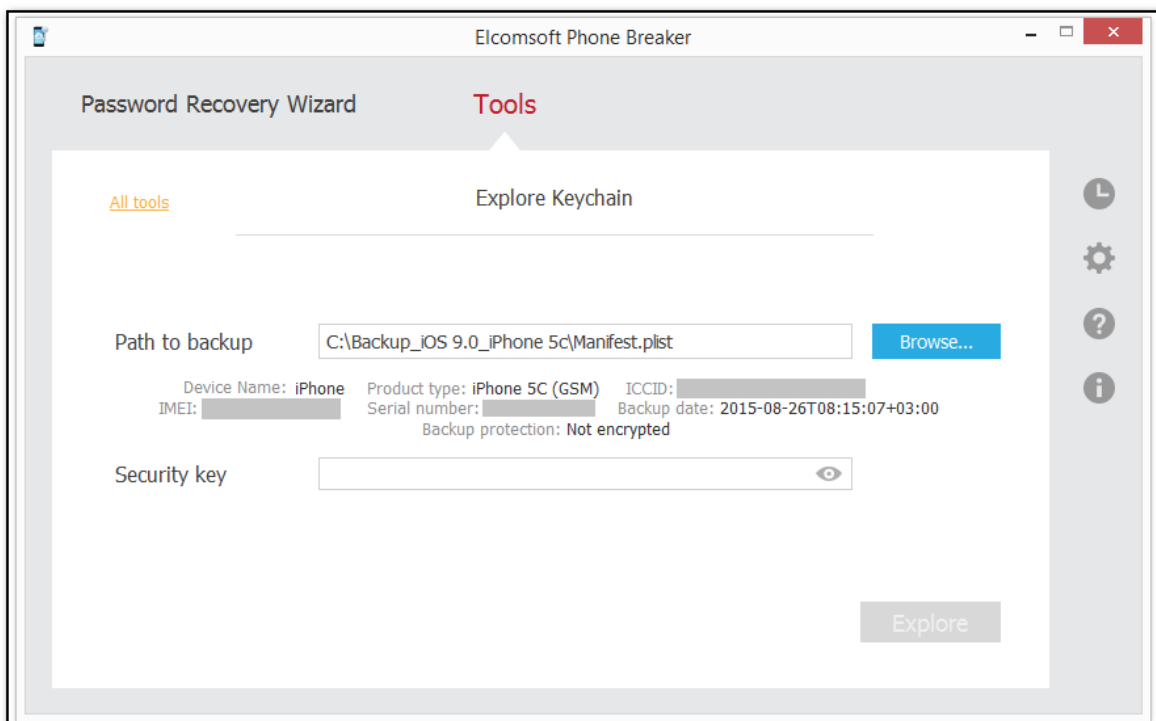 Elcomsoft Phone Breaker
Password Recovery Wizard Tools
All tools Explore Keychain
Path to backup C:\Backup_iOS 9.0_iPhone 5c\Manifest.plist Browse...
Device Name: iPhone Product type: iPhone 5C (GSM) ICCID:
IMEI: Serial number: Backup date: 2015-08-26T08:15:07+03:00
Backup protection: Not encrypted
Security key
Explore